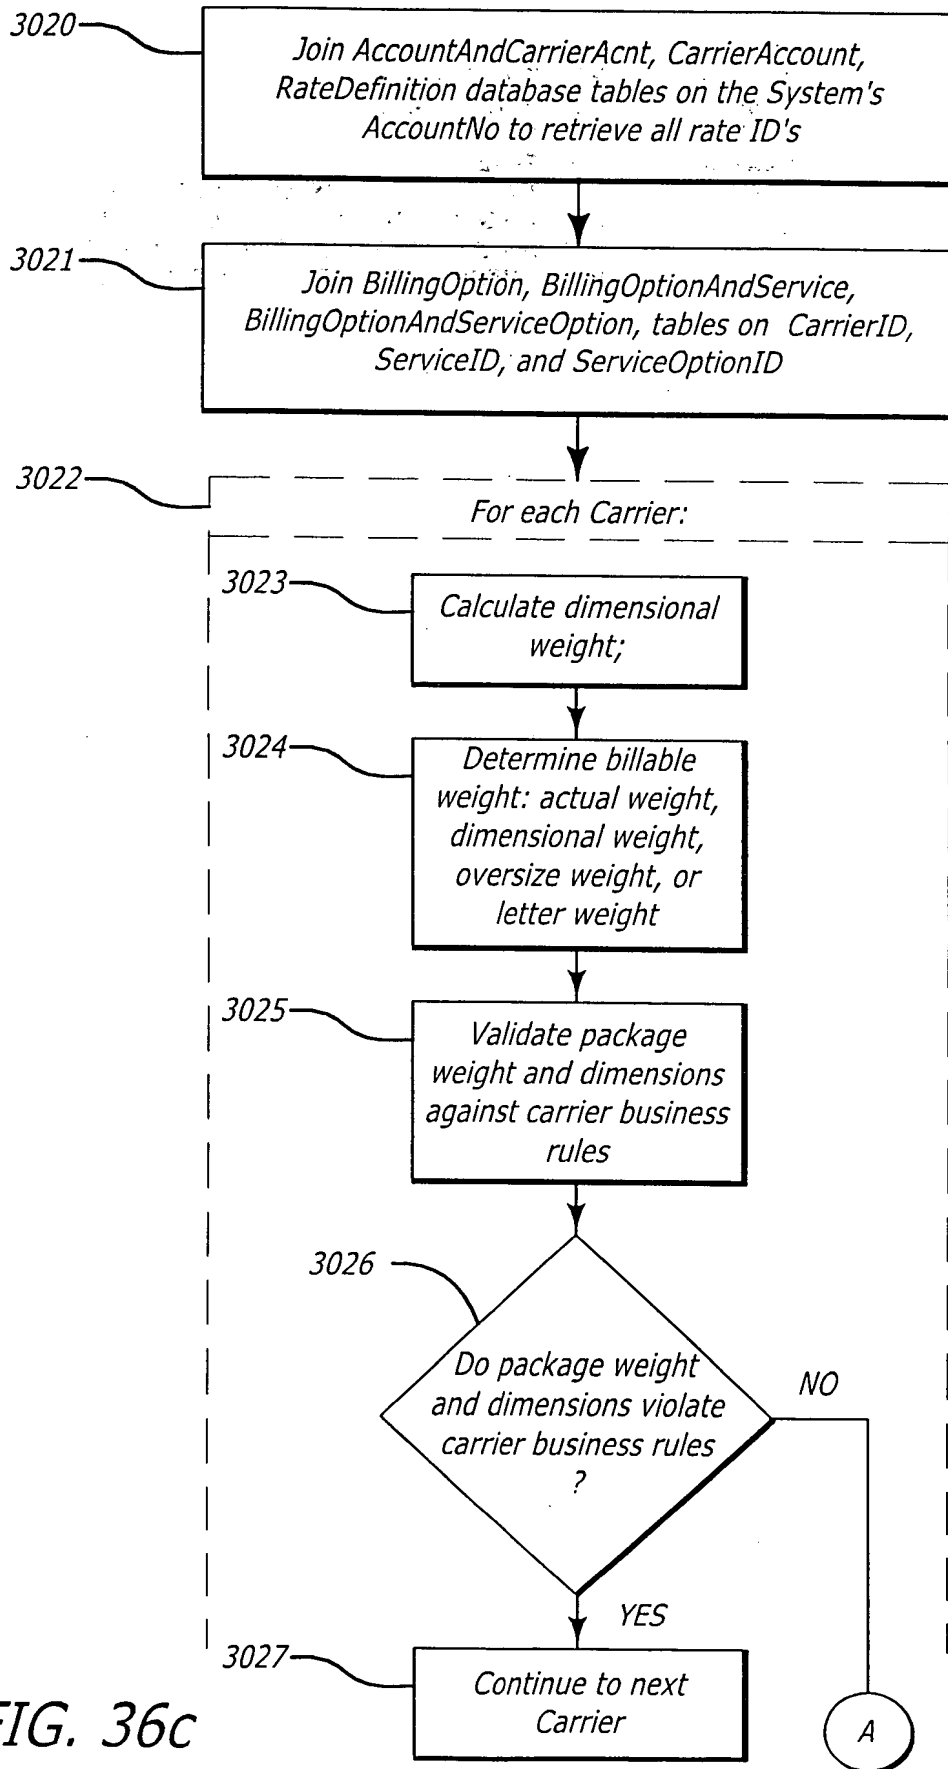 3020
Join AccountAndCarrierAcnt, CarrierAccount,
RateDefinition database tables on the System's
AccountNo to retrieve all rate ID's
3021
Join BillingOption, BillingOptionAndService,
BillingOptionAndServiceOption, tables on CarrierID,
ServiceID, and ServiceOptionID
3022
For each Carrier:
3023
Calculate dimensional
weight;
3024
Determine billable
weight: actual weight,
dimensional weight,
oversize weight, or
letter weight
3025
Validate package
weight and dimensions
against carrier business
rules
3026
Do package weight
and dimensions violate
carrier business rules
?
NO
YES
3027
Continue to next
Carrier
A
FIG. 36c